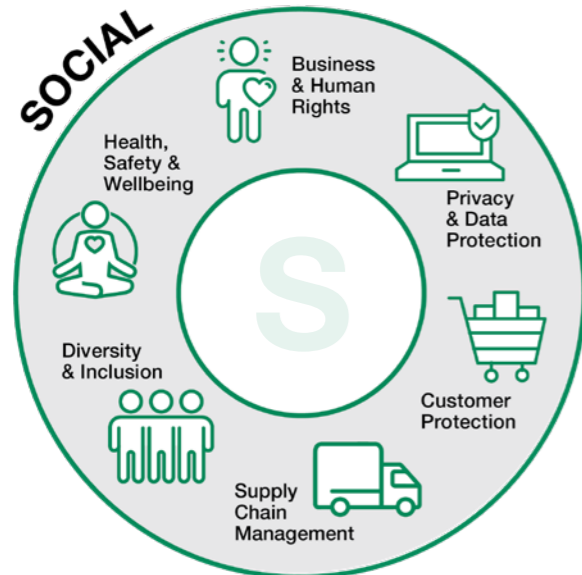 SOCIAL
Business
& Human
Rights
Privacy
& Data
Protection
Customer
Protection
Supply
Chain
Management
Diversity
& Inclusion
Health,
Safety &
Wellbeing
S